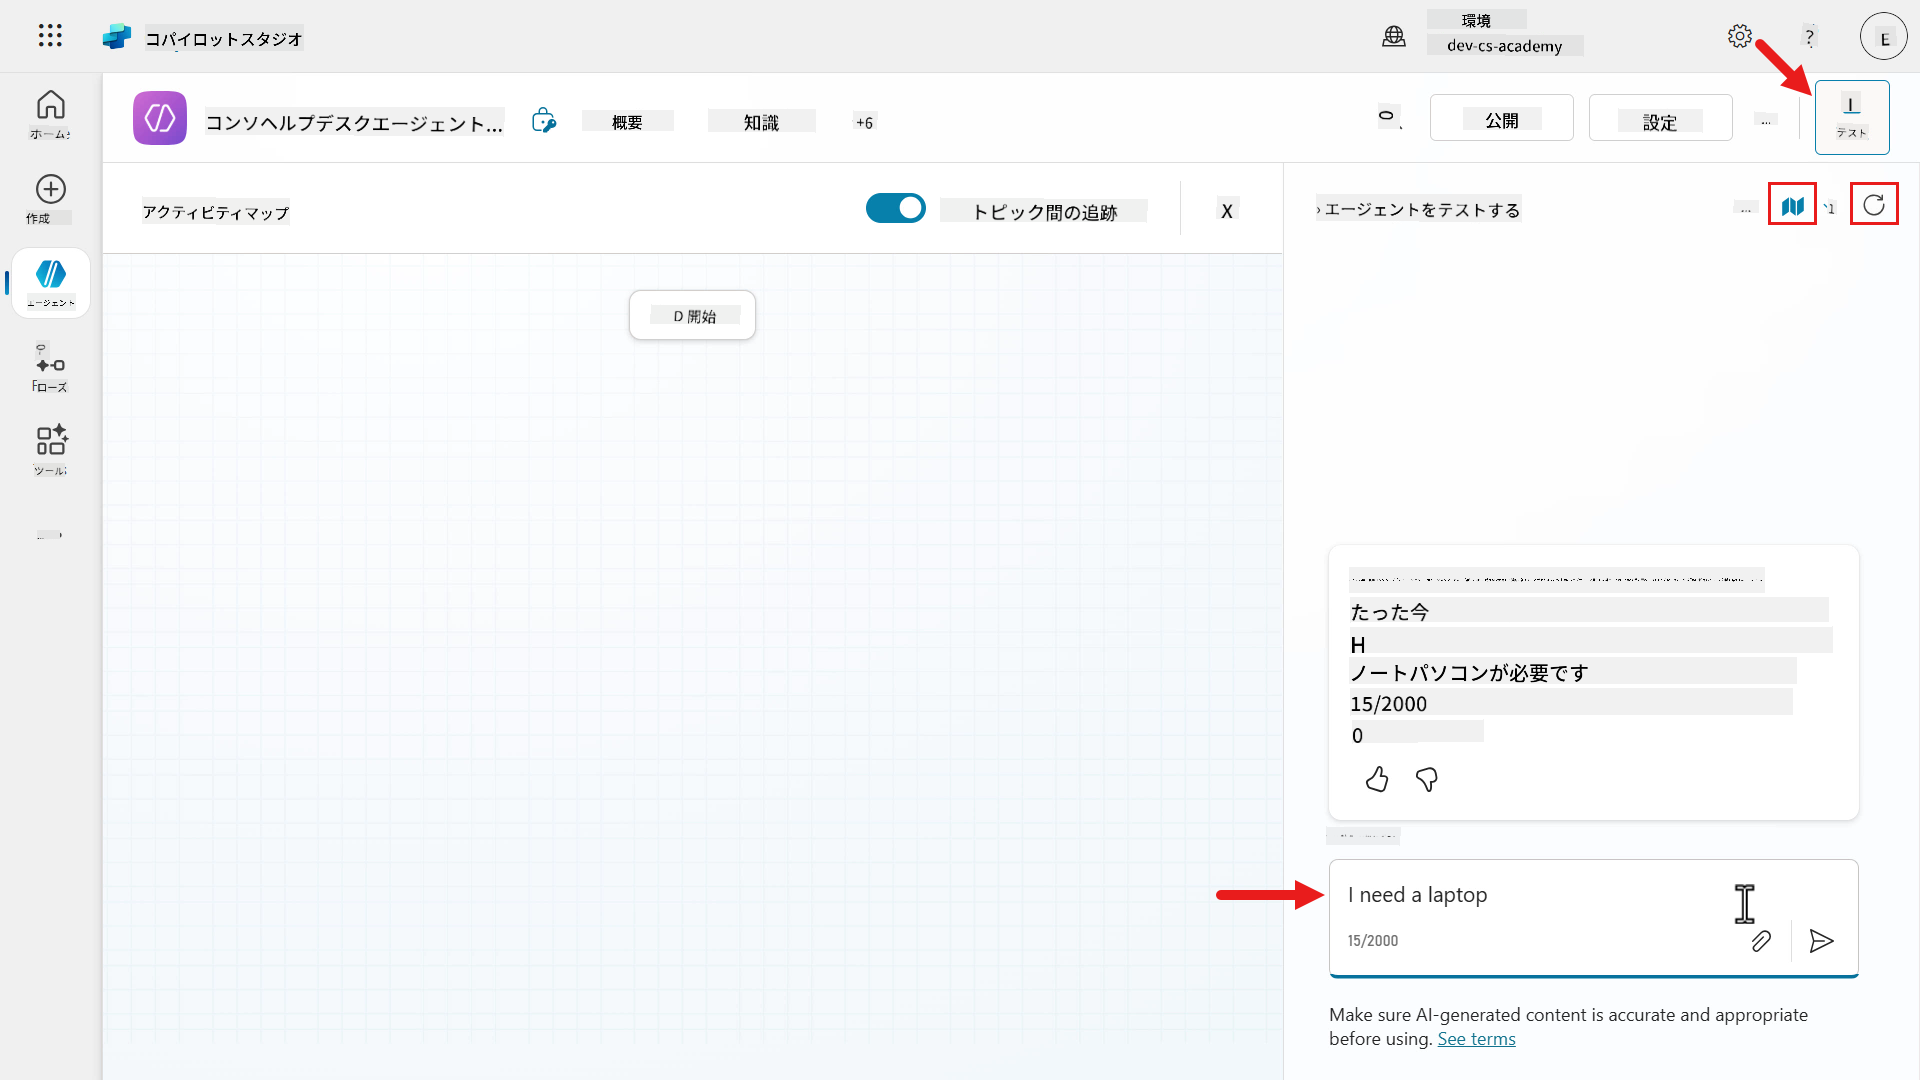 コパイロットスタジオ
環境
dev-cs-academy
?
E
ホーム
作成
エージェント
Fローズ
ツール
コンソヘルプデスクエージェント...
概要
知識
+6
公開
設定
...
テスト
アクティビティマップ
トピック間の追跡
X
エージェントをテストする
...
D 開始
たった今
H
ノートパソコンが必要です
15/2000
0
I need a laptop
15/2000
Make sure AI-generated content is accurate and appropriate
before using. See terms